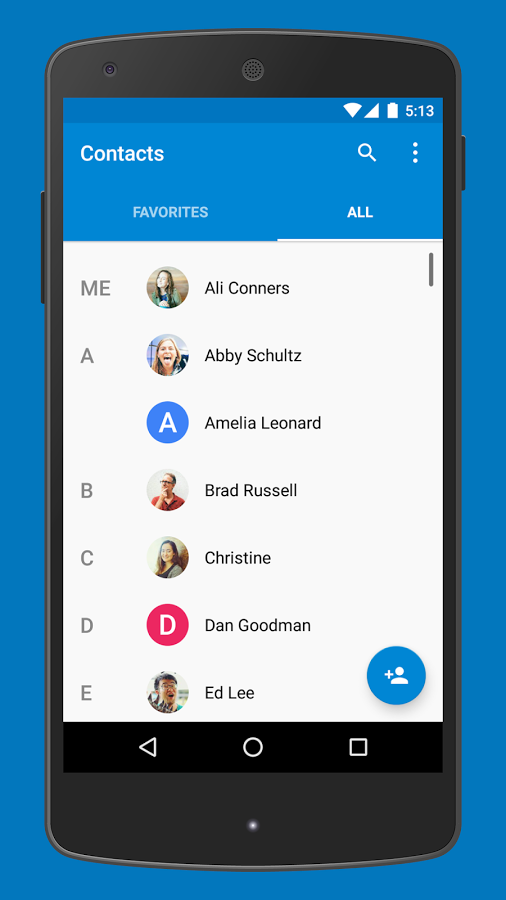 5:13
Contacts
FAVORITES ALL
ME Ali Conners
A Abby Schultz
A Amelia Leonard
B Brad Russell
C Christine
D D Dan Goodman
E Ed Lee